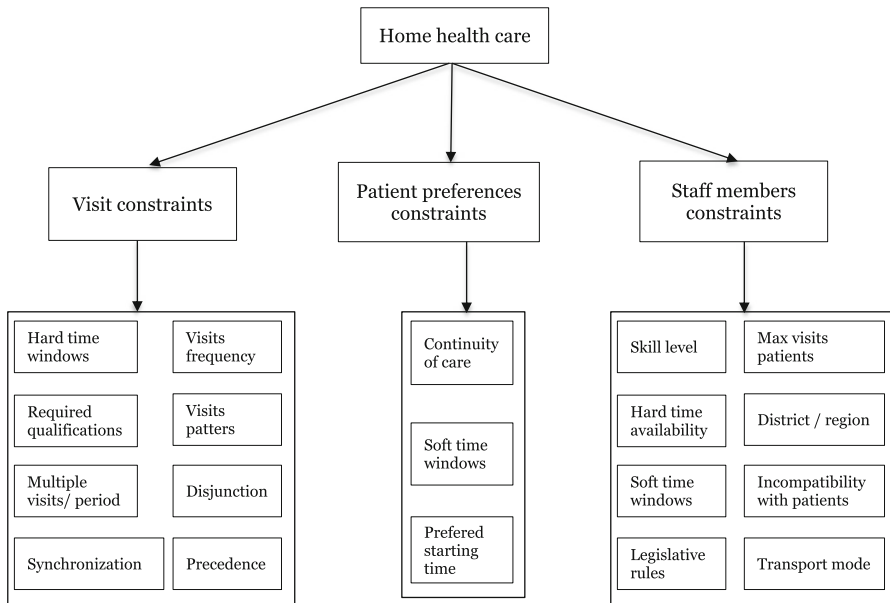 Home health care
Visit constraints
Patient preferences
constraints
Staff members
constraints
Hard time
windows
Visits
frequency
Required
qualifications
Visits
patters
Multiple
visits/ period
Disjunction
Synchronization
Precedence
Continuity
of care
Soft time
windows
Prefered
starting
time
Skill level
Max visits
patients
Hard time
availability
District / region
Soft time
windows
Incompatibility
with patients
Legislative
rules
Transport mode